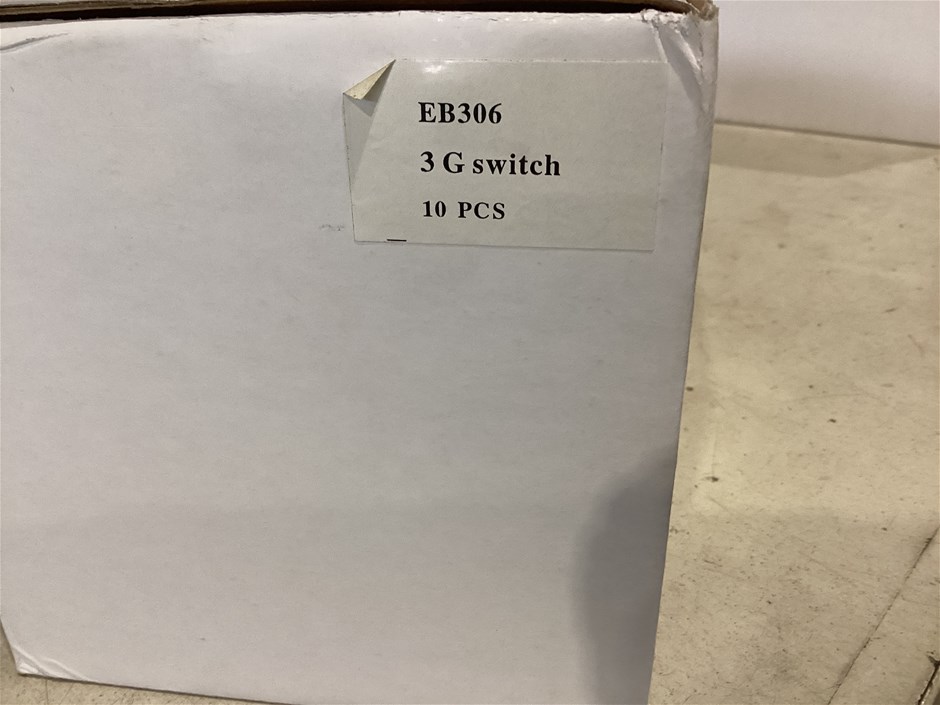 EB306
3 G switch
10 PCS